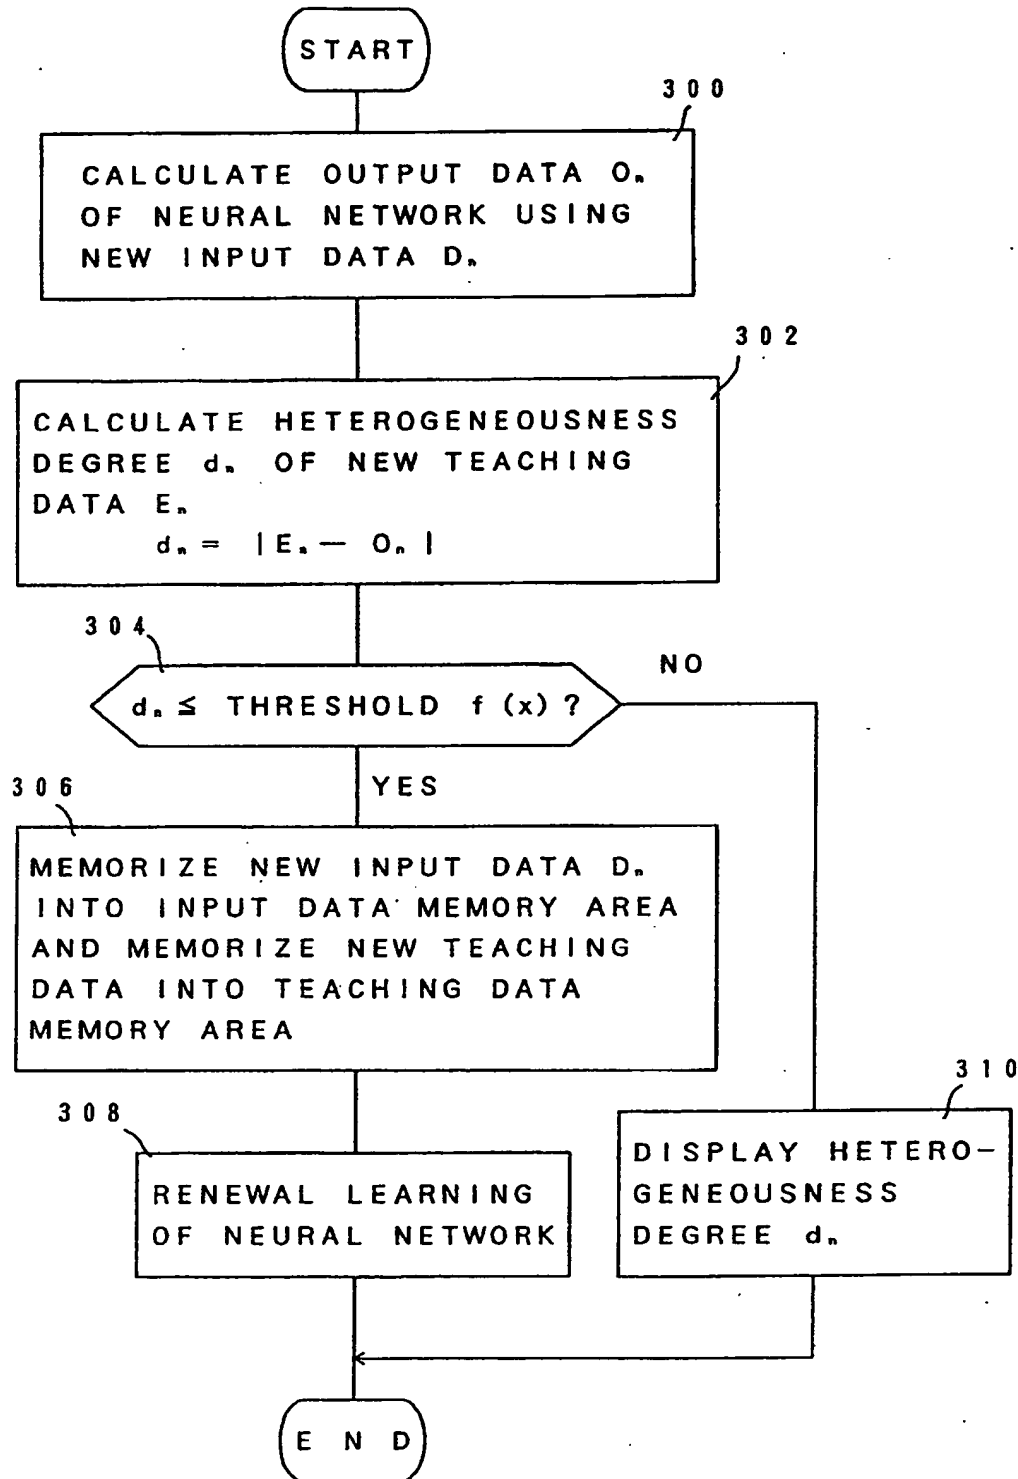 START
300
CALCULATE OUTPUT DATA Oₙ
OF NEURAL NETWORK USING
NEW INPUT DATA Dₙ
302
CALCULATE HETEROGENEOUSNESS
DEGREE dₙ OF NEW TEACHING
DATA Eₙ
dₙ = |Eₙ — Oₙ|
304
dₙ ≦ THRESHOLD f (x) ?
NO
YES
306
MEMORIZE NEW INPUT DATA Dₙ
INTO INPUT DATA MEMORY AREA
AND MEMORIZE NEW TEACHING
DATA INTO TEACHING DATA
MEMORY AREA
308
RENEWAL LEARNING
OF NEURAL NETWORK
310
DISPLAY HETERO-
GENEOUSNESS
DEGREE dₙ
END